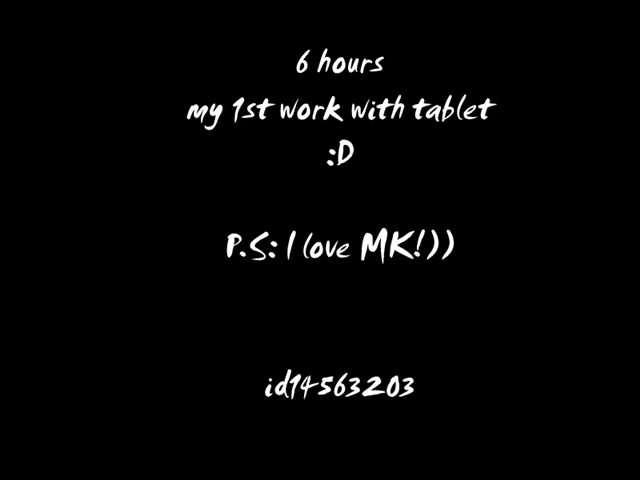 6 hours
my 1st work with tablet
:D
P.S: I love MK!))
id14563203